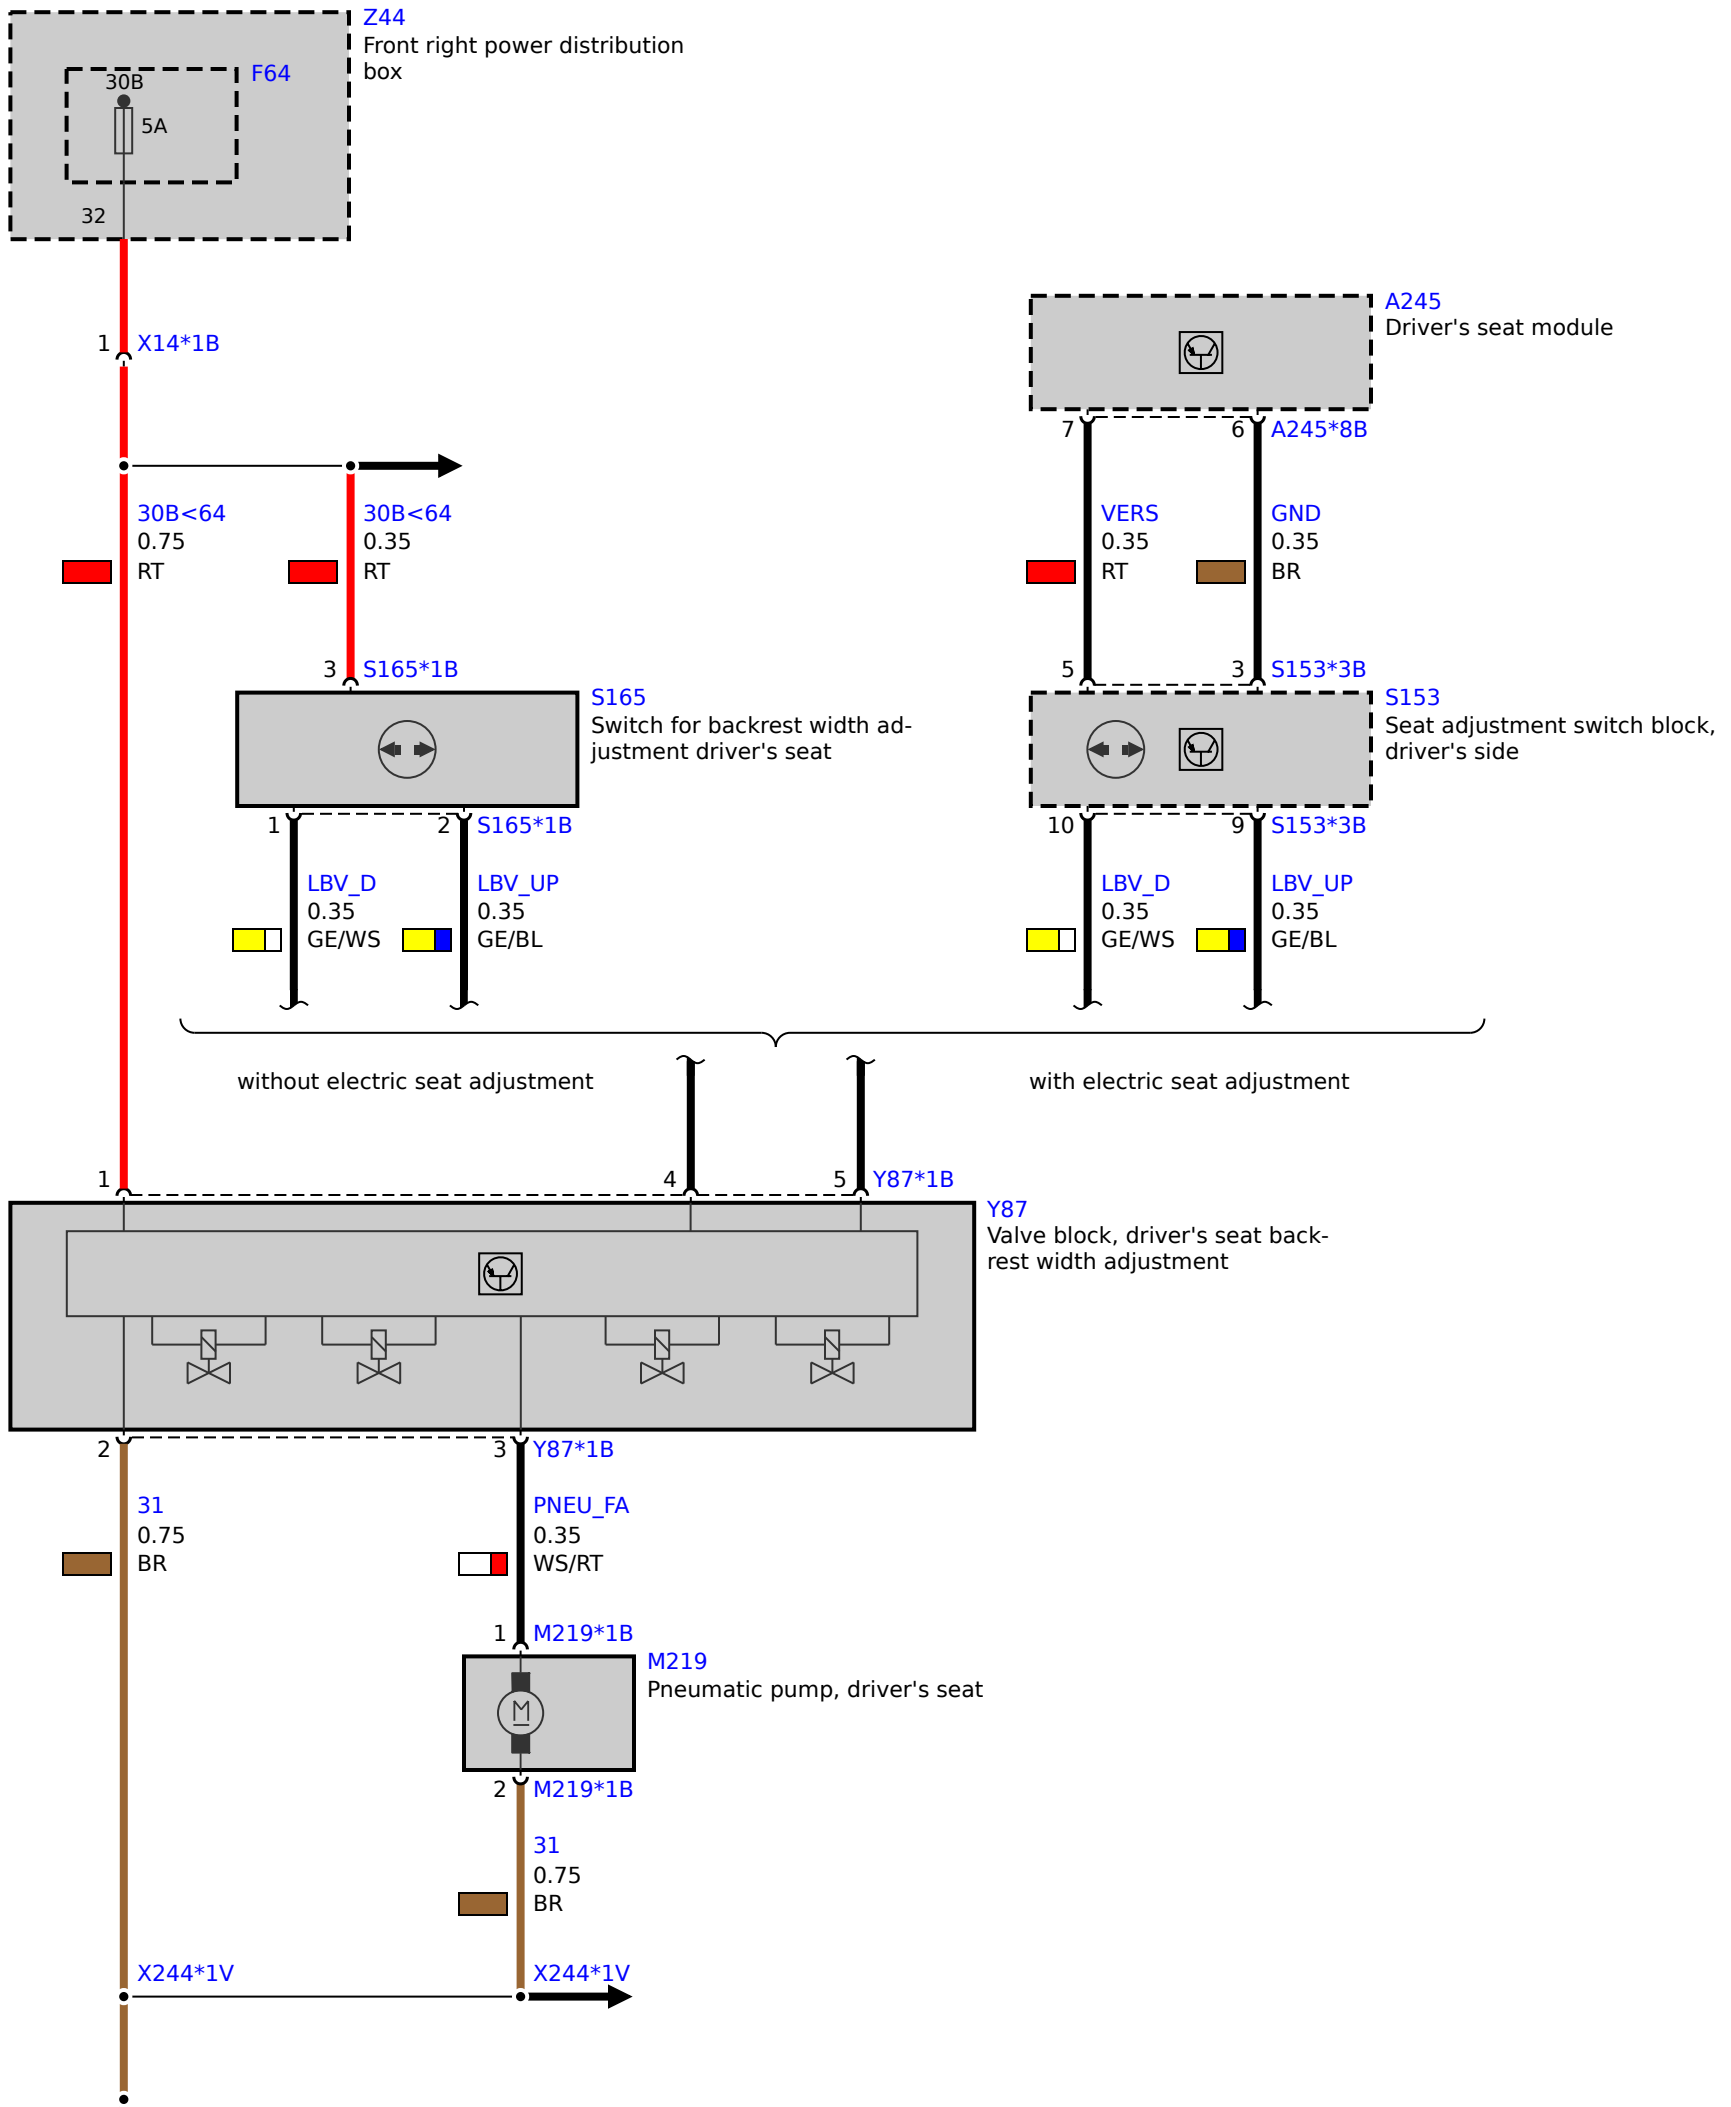 Z44
Front right power distribution
box
F64
30B
5A
32
1 X14*1B
A245
Driver's seat module
7 6 A245*8B
30B<64
0.75
RT
30B<64
0.35
RT
VERS
0.35
RT
GND
0.35
BR
3 S165*1B
5 3 S153*3B
S165
Switch for backrest width ad-
justment driver's seat
S153
Seat adjustment switch block,
driver's side
1 2 S165*1B
10 9 S153*3B
LBV_D
0.35
GE/WS
LBV_UP
0.35
GE/BL
LBV_D
0.35
GE/WS
LBV_UP
0.35
GE/BL
without electric seat adjustment
with electric seat adjustment
1 4 5 Y87*1B
Y87
Valve block, driver's seat back-
rest width adjustment
2 3 Y87*1B
31
0.75
BR
PNEU_FA
0.35
WS/RT
1 M219*1B
M219
Pneumatic pump, driver's seat
M
2 M219*1B
31
0.75
BR
X244*1V
X244*1V